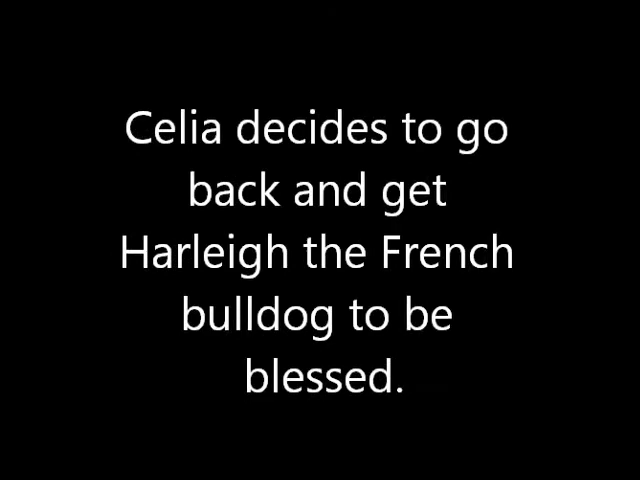 Celia decides to go
back and get
Harleigh the French
bulldog to be
blessed.